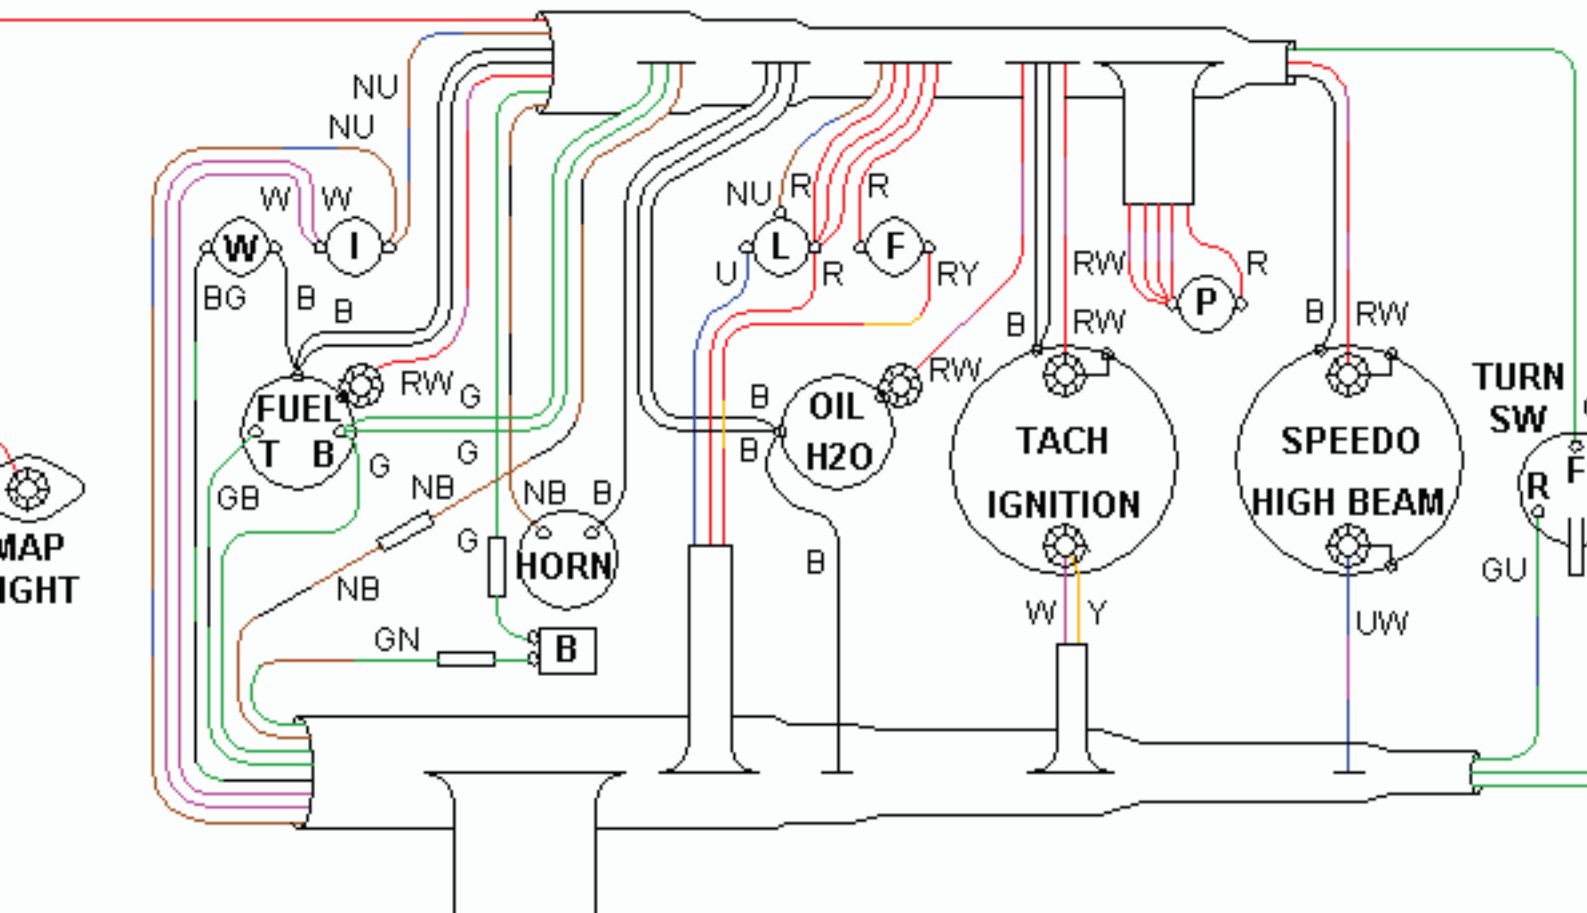 NU
NU
W W
NU R R
W I L F
U R RY RW R
BG B B P
B RW B RW
RW G B RW
TURN
SW
FUEL OIL
T B G G B H2O TACH SPEEDO
F
R
GB NB NB B IGNITION HIGH BEAM
MAP
IGHT
G HORN B GU
NB
W Y UW
GN B